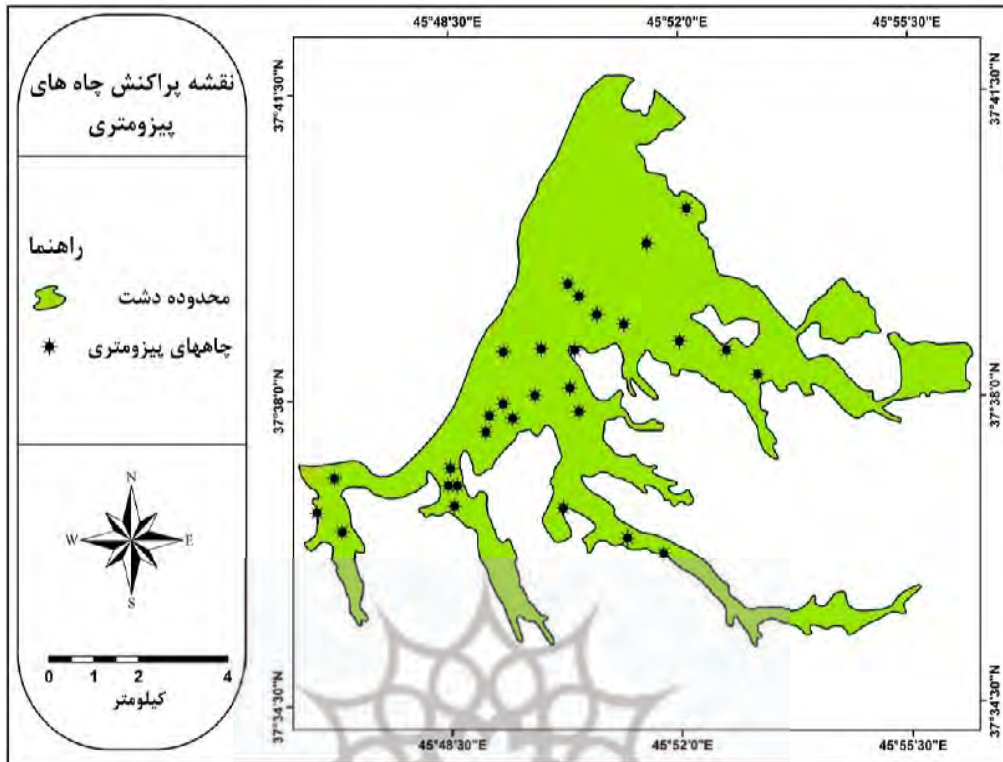 نقشه پراکنش چاه های
پیزومتری
راهنما
محدوده دشت
چاههای پیزومتری
N
W E
S
0 1 2 4
کیلومتر
45°48'30"E 45°52'0"E 45°55'30"E
37°41'30"N 37°41'30"N
37°38'0"N 37°38'0"N
37°34'30"N 37°34'30"N
45°48'30"E 45°52'0"E 45°55'30"E